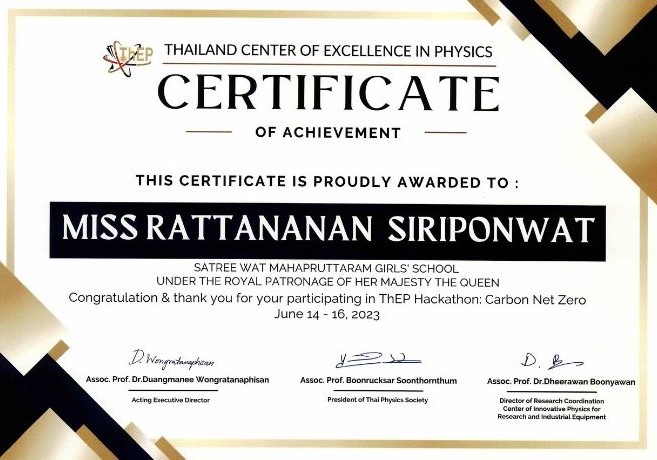 ThEP
THAILAND CENTER OF EXCELLENCE IN PHYSICS
CERTIFICATE
OF ACHIEVEMENT
THIS CERTIFICATE IS PROUDLY AWARDED TO :
MISS RATTANANAN SIRIPONWAT
SATREE WAT MAHAPRUTTARAM GIRLS' SCHOOL
UNDER THE ROYAL PATRONAGE OF HER MAJESTY THE QUEEN
Congratulation & thank you for your participating in ThEP Hackathon: Carbon Net Zero
June 14 - 16, 2023
D. Wongratanaphisan
Assoc. Prof. Dr.Duangmanee Wongratanaphisan
Acting Executive Director
Assoc. Prof. Boonrucksar Soonthornthum
President of Thai Physics Society
Assoc. Prof. Dr.Dheerawan Boonyawan
Director of Research Coordination
Center of Innovative Physics for
Research and Industrial Equipment